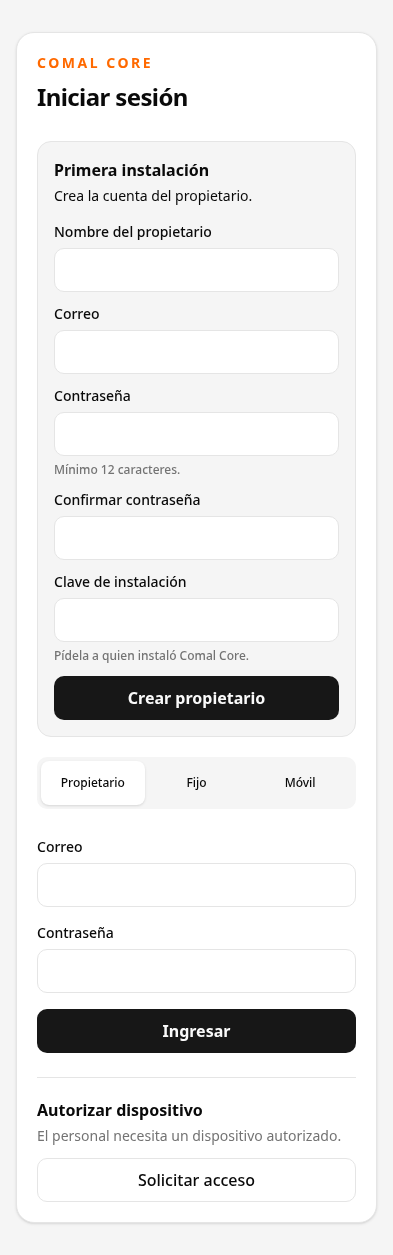 COMAL CORE
Iniciar sesión
Primera instalación
Crea la cuenta del propietario.
Nombre del propietario
Correo
Contraseña
Mínimo 12 caracteres.
Confirmar contraseña
Clave de instalación
Pídela a quien instaló Comal Core.
Crear propietario
Propietario Fijo Móvil
Correo
Contraseña
Ingresar
Autorizar dispositivo
El personal necesita un dispositivo autorizado.
Solicitar acceso